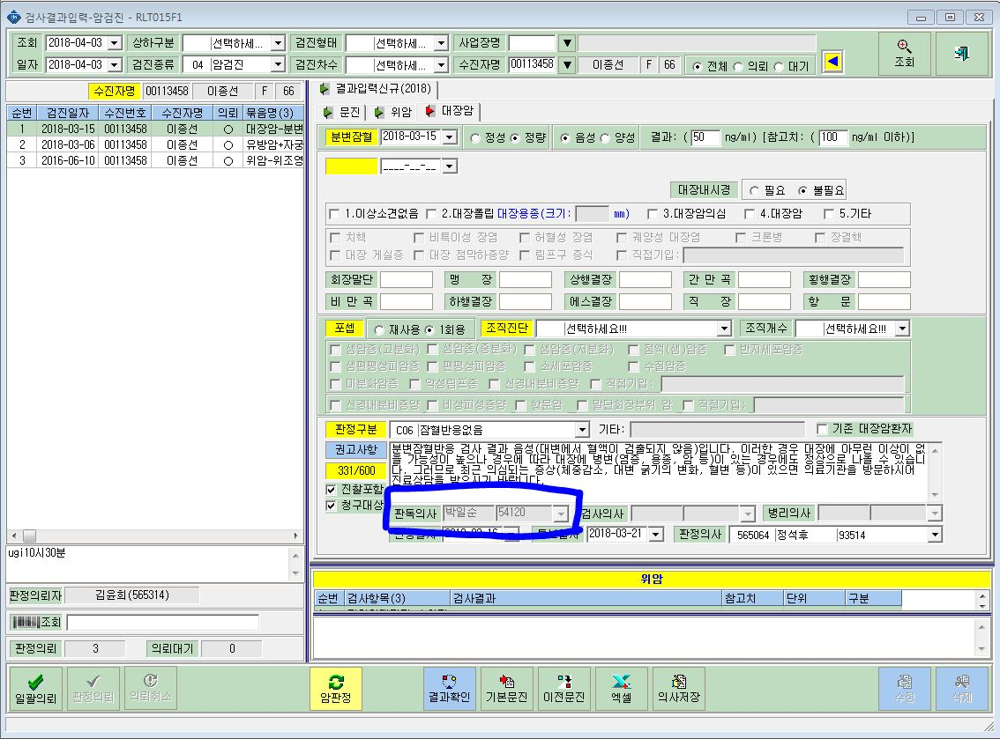 검사결과입력-암검진 - RLT015F1
조회 2018-04-03 상하구분 |선택하세... 검진형태 |선택하세... 사업장명
일자 2018-04-03 검진종류 04 |암검진 검진차수 |선택하세... 수진자명 00113458 이종선 F 66 전체 의뢰 대기
조회
수진자명 00113458 이종선 F 66
순번 검진일자 수진번호 수진자명 의뢰 묶음명(3)
1 2018-03-15 00113458 이종선 ○ 대장암-분변
2 2018-03-15 00113458 이종선 ○ 유방암+자궁
3 2016-06-10 00113458 이종선 ○ 위암-위조영
ugi10시30분
판정의뢰자 김윤희(565314)
조회
판정의뢰 3 의뢰대기 0
결과입력신규(2018)
문진 위암 대장암
분변잠혈 2018-03-15 정성 정량 음성 양성 결과: ( 50 ng/ml) [참고치: ( 100 ng/ml 이하)]
____-__-__
대장내시경 필요 불필요
1.이상소견없음 2.대장폴립 대장용종(크기: mm) 3.대장암의심 4.대장암 5.기타
치핵 비특이성 장염 허혈성 장염 궤양성 대장염 크론병 장결핵
대장 게실증 대장 점막하종양 림프구 증식 직접기입:
회장말단 맹 장 상행결장 간 만 곡 횡행결장
비 만 곡 하행결장 에스결장 직 장 항 문
포셉 재사용 1회용 조직진단 |선택하세요!!! 조직개수 |선택하세요!!!
샘암종(고분화) 샘암종(중분화) 샘암종(저분화) 점액(샘)암종 반지세포암종
샘편평상피암종 편평상피암종 소세포암종 수질암종
미분화암종 악성림프종 신경내분비종양 직접기입:
신경내분비종양 비상피성종양 항문암 말단회장부위 암 직접기입:
판정구분 C06 |잠혈반응없음 기타: 기존 대장암환자
권고사항
331/600
진찰포함
청구대상
분변잠혈반응 검사 결과 음성(대변에서 혈액이 검출되지 않음)입니다. 이러한 경우 대장에 아무런 이상이 없
을 가능성이 높으나 경우에 따라 대장에 병변(염증, 용종, 암 등)이 있는 경우에도 정상으로 나올 수 있습니
다. 그러므로 최근 의심되는 증상(체중감소, 대변 굵기의 변화, 혈변 등)이 있으면 의료기관을 방문하시어
진료상담을 받으시기 바랍니다.
판독의사 박일순 54120 검사의사 병리의사
2018-03-21 판정의사 565064 |정석후 93514
위암
순번 검사항목(3) 검사결과 참고치 단위 구분
일괄의뢰 판정의뢰 의뢰취소 암판정 결과확인 기본문진 이전문진 엑셀 의사저장 수정 삭제